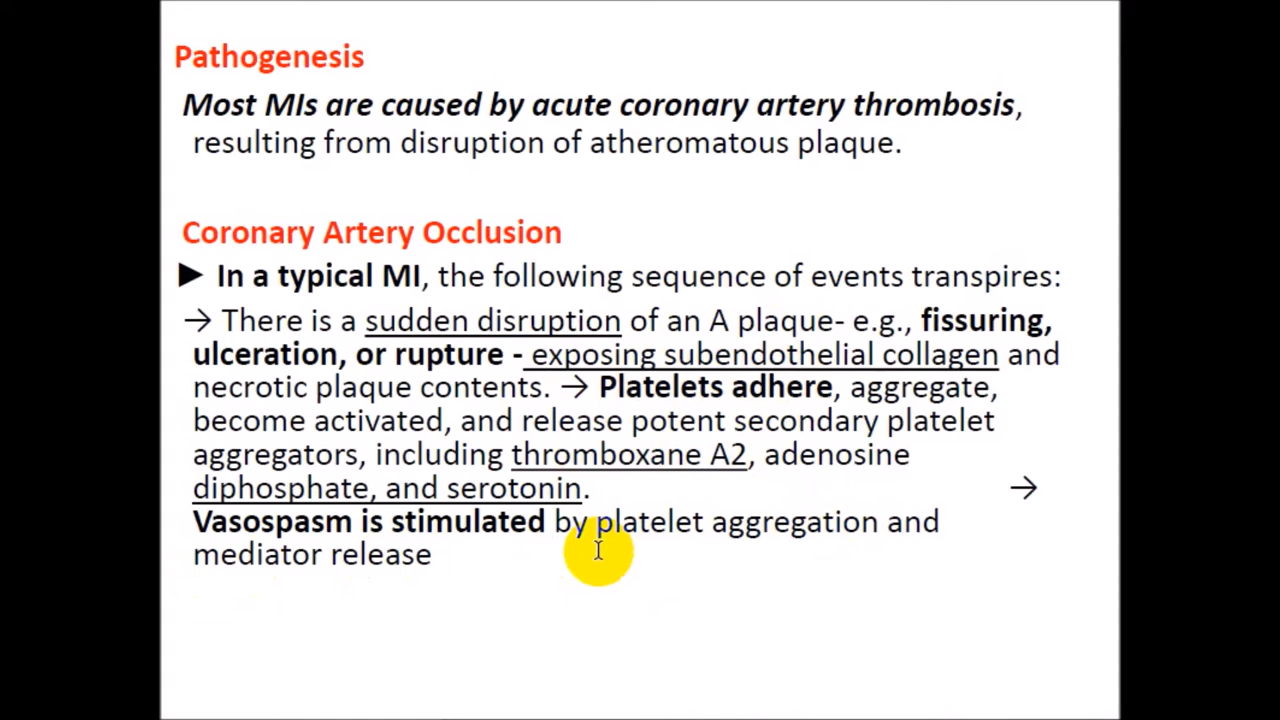 Pathogenesis
Most MIs are caused by acute coronary artery thrombosis,
resulting from disruption of atheromatous plaque.
Coronary Artery Occlusion
► In a typical MI, the following sequence of events transpires:
→ There is a sudden disruption of an A plaque- e.g., fissuring,
ulceration, or rupture - exposing subendothelial collagen and
necrotic plaque contents. → Platelets adhere, aggregate,
become activated, and release potent secondary platelet
aggregators, including thromboxane A2, adenosine
diphosphate, and serotonin. →
Vasospasm is stimulated by platelet aggregation and
mediator release